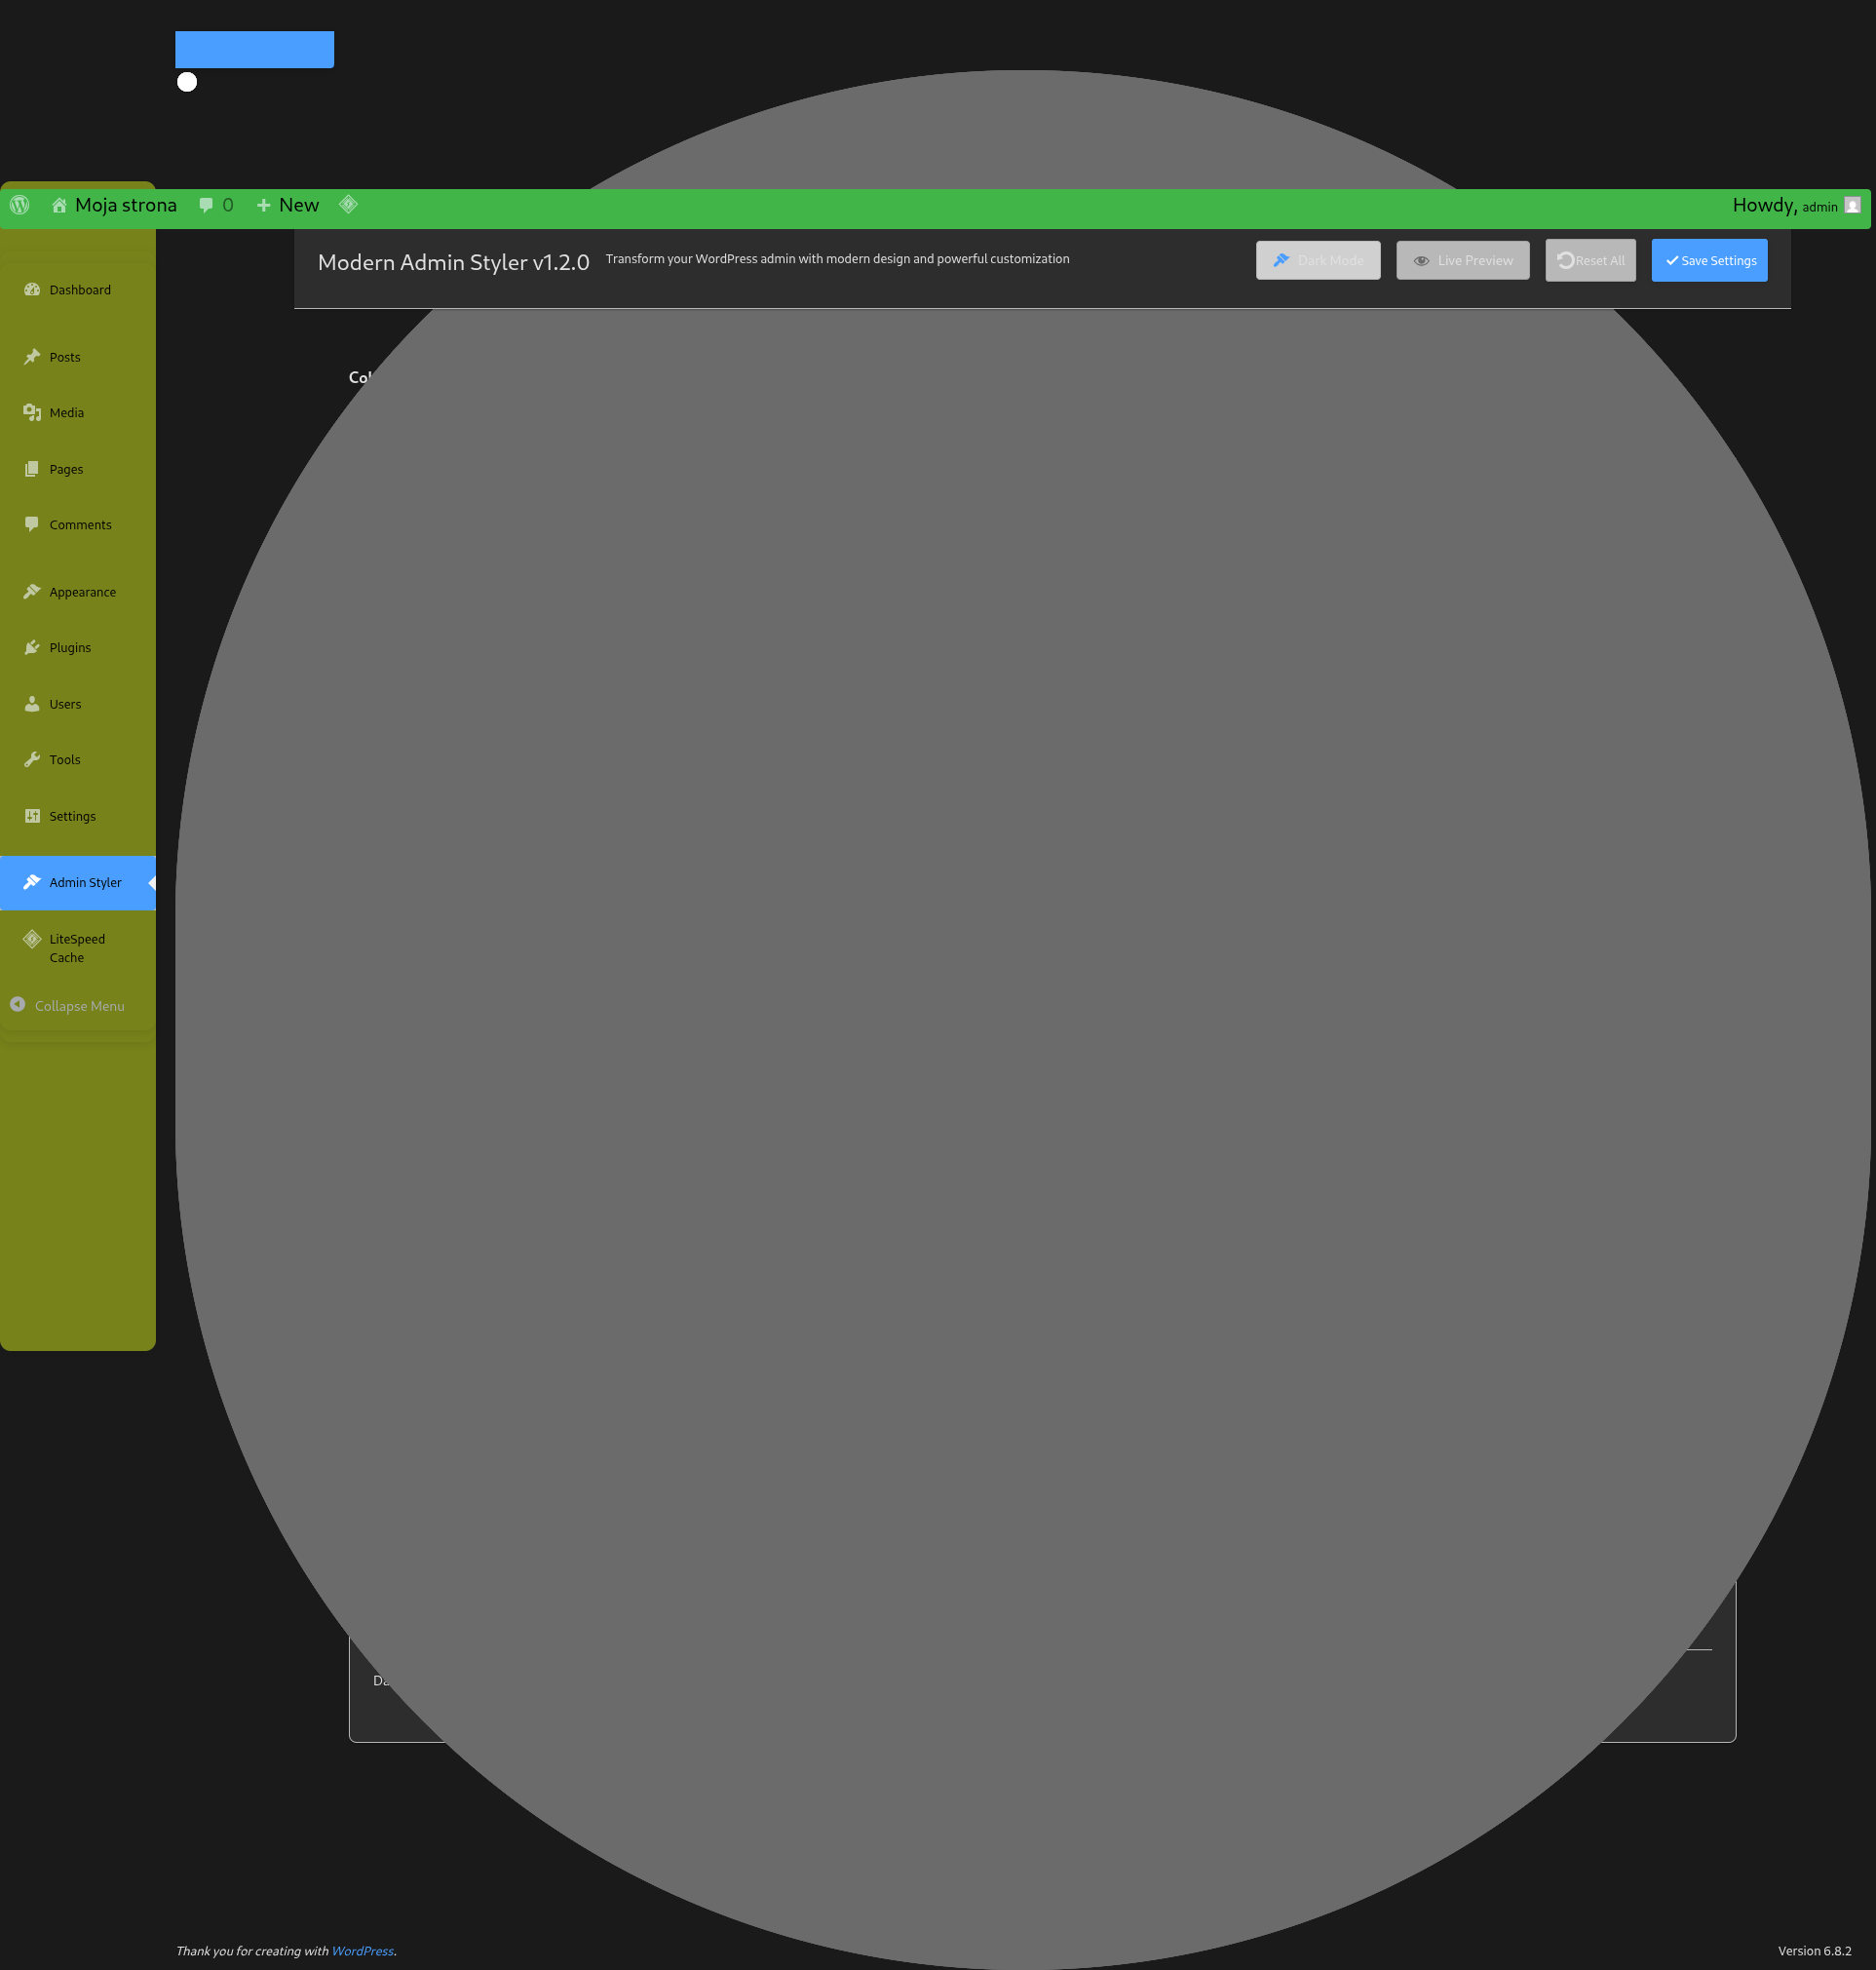 Moja strona 0 New Howdy, admin
Modern Admin Styler v1.2.0 Transform your WordPress admin with modern design and powerful customization Dark Mode Live Preview Reset All Save Settings
Dashboard
Posts
Media
Pages
Comments
Appearance
Plugins
Users
Tools
Settings
Admin Styler
LiteSpeed
Cache
Collapse Menu
Thank you for creating with WordPress. Version 6.8.2